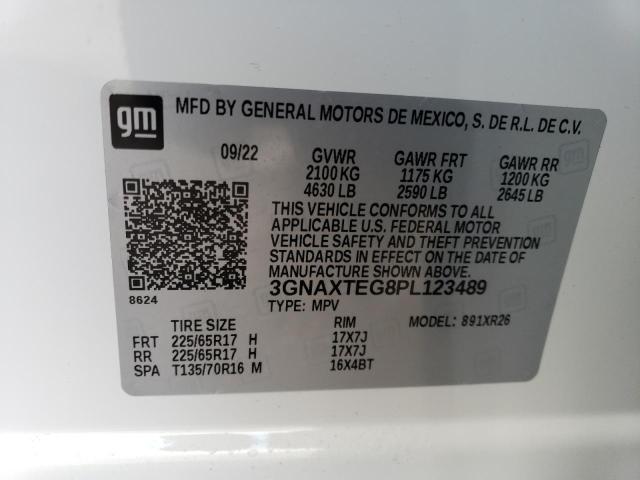 gm
MFD BY GENERAL MOTORS DE MEXICO, S. DE R.L. DE C.V.
09/22 GVWR GAWR FRT GAWR RR
2100 KG 1175 KG 1200 KG
4630 LB 2590 LB 2645 LB
THIS VEHICLE CONFORMS TO ALL
APPLICABLE U.S. FEDERAL MOTOR
VEHICLE SAFETY AND THEFT PREVENTION
STANDARDS IN EFFECT ON THE DATE OF
MANUFACTURE SHOWN ABOVE.
3GNAXTEG8PL123489
8624
TYPE: MPV
TIRE SIZE RIM MODEL: 891XR26
FRT 225/65R17 H 17X7J
RR 225/65R17 H 17X7J
SPA T135/70R16 M 16X4BT